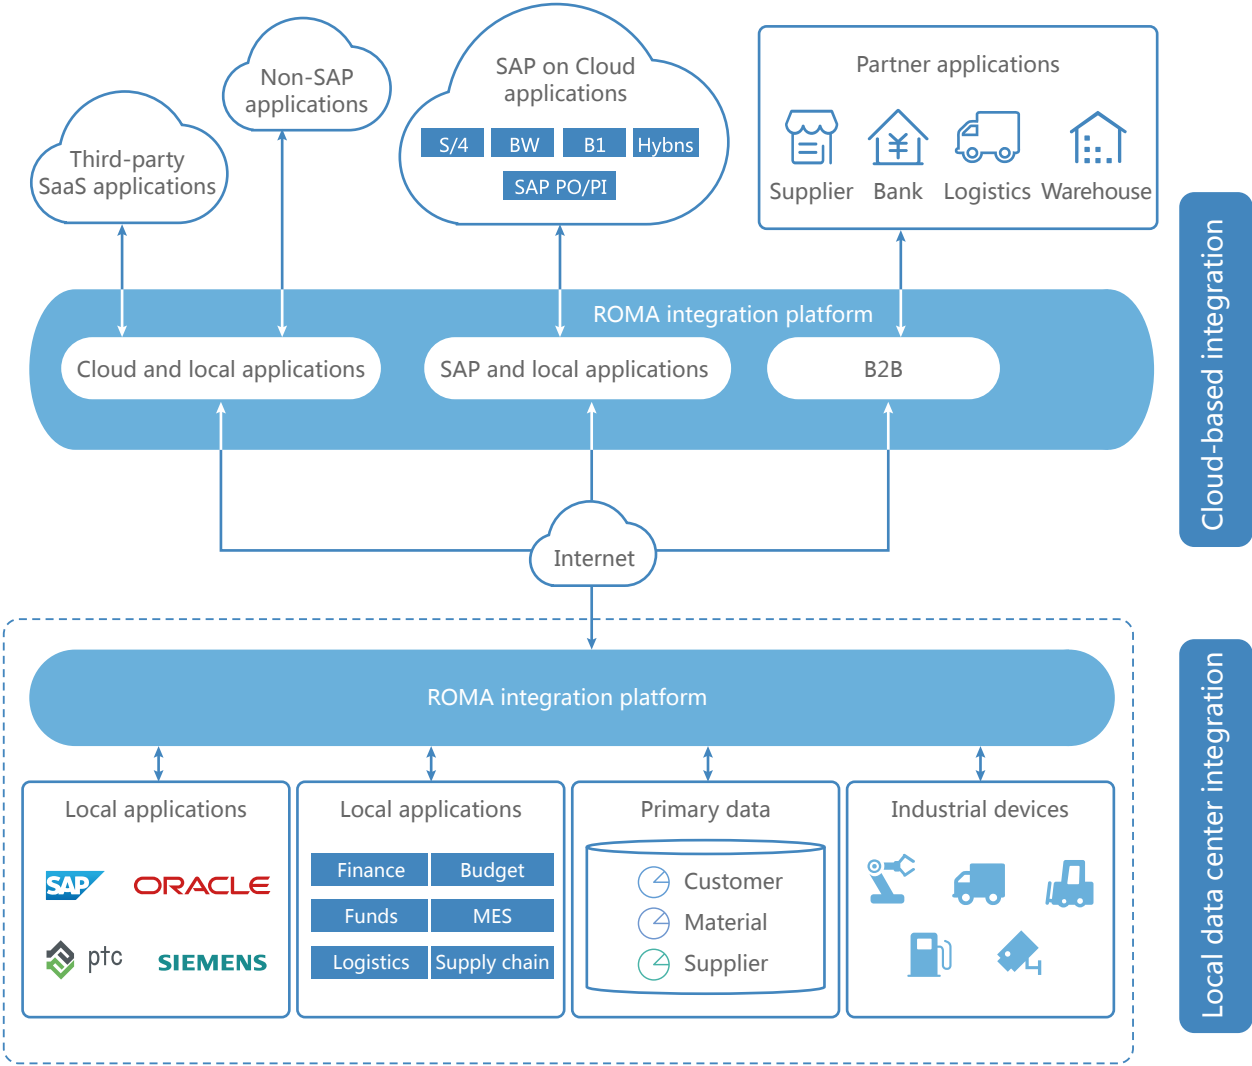 Non-SAP
applications
SAP on Cloud
applications
S/4
BW
B1
Hybns
SAP PO/PI
Partner applications
Supplier
Bank
Logistics
Warehouse
Third-party
SaaS applications
ROMA integration platform
Cloud and local applications
SAP and local applications
B2B
Cloud-based integration
Internet
ROMA integration platform
Local data center integration
Local applications
SAP
ORACLE
ptc
SIEMENS
Local applications
Finance
Budget
Funds
MES
Logistics
Supply chain
Primary data
Customer
Material
Supplier
Industrial devices